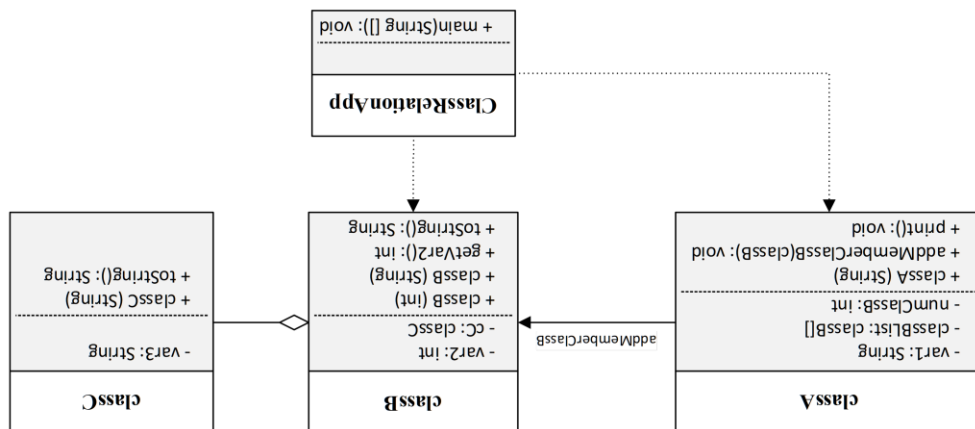 classA
- var1: String
- classBList: classB[]
- numClassB: int
+ classA (String)
+ addMemberClassB(classB): void
+ print(): void
addMemberClassB
classB
- var2: int
- cC: classC
+ classB (int)
+ classB (String)
+ getVar2(): int
+ toString(): String
classC
- var3: String
+ classC (String)
+ toString(): String
ClassRelationApp
+ main(String []): void